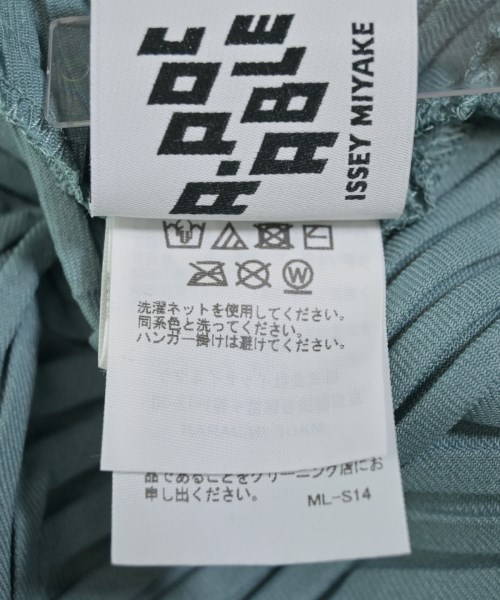 A.POC
ABLE
ISSEY MIYAKE
W
洗濯ネットを使用してください。
同系色と洗ってください。
ハンガー掛けは避けてください。
品であることをクリーニング店にお
申し出ください。
ML-S14